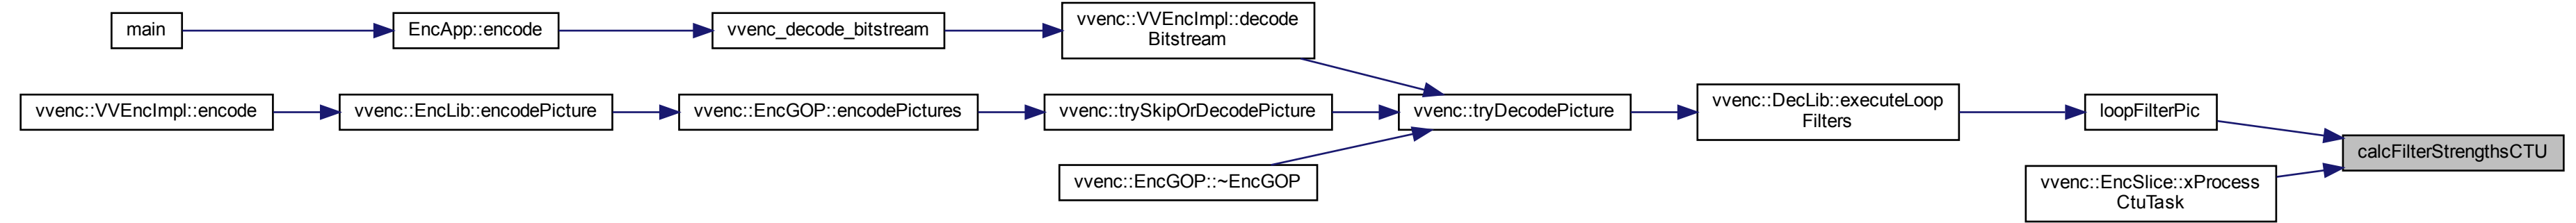 main
EncApp::encode
vvenc_decode_bitstream
vvenc::VVEncImpl::decode
Bitstream
vvenc::VVEncImpl::encode
vvenc::EncLib::encodePicture
vvenc::EncGOP::encodePictures
vvenc::trySkipOrDecodePicture
vvenc::tryDecodePicture
vvenc::DecLib::executeLoop
Filters
loopFilterPic
calcFilterStrengthsCTU
vvenc::EncGOP::~EncGOP
vvenc::EncSlice::xProcess
CtuTask